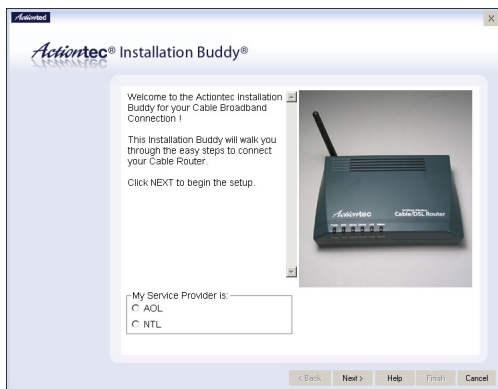 Actiontec
X
Actiontec® Installation Buddy®
Welcome to the Actiontec Installation
Buddy for your Cable Broadband
Connection !
This Installation Buddy will walk you
through the easy steps to connect
your Cable Router.
Click NEXT to begin the setup.
Actiontec
Cable/DSL Router
My Service Provider is:
AOL
NTL
< Back
Next >
Help
Finish
Cancel